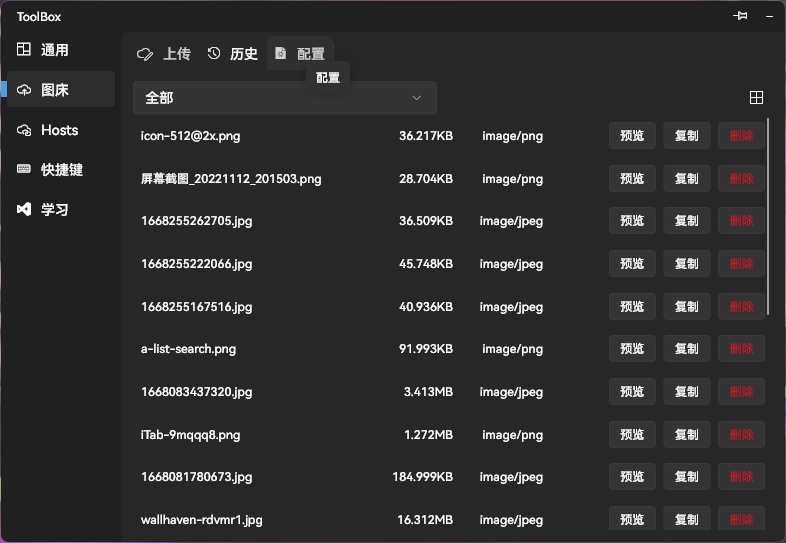 ToolBox
通用
图床
Hosts
快捷键
学习
上传 历史 配置
配置
全部
icon-512@2x.png 36.217KB image/png 预览 复制 删除
屏幕截图_20221112_201503.png 28.704KB image/png 预览 复制 删除
1668255262705.jpg 36.509KB image/jpeg 预览 复制 删除
1668255222066.jpg 45.748KB image/jpeg 预览 复制 删除
1668255167516.jpg 40.936KB image/jpeg 预览 复制 删除
a-list-search.png 91.993KB image/png 预览 复制 删除
1668083437320.jpg 3.413MB image/jpeg 预览 复制 删除
iTab-9mqqq8.png 1.272MB image/png 预览 复制 删除
1668081780673.jpg 184.999KB image/jpeg 预览 复制 删除
wallhaven-rdvmr1.jpg 16.312MB image/jpeg 预览 复制 删除